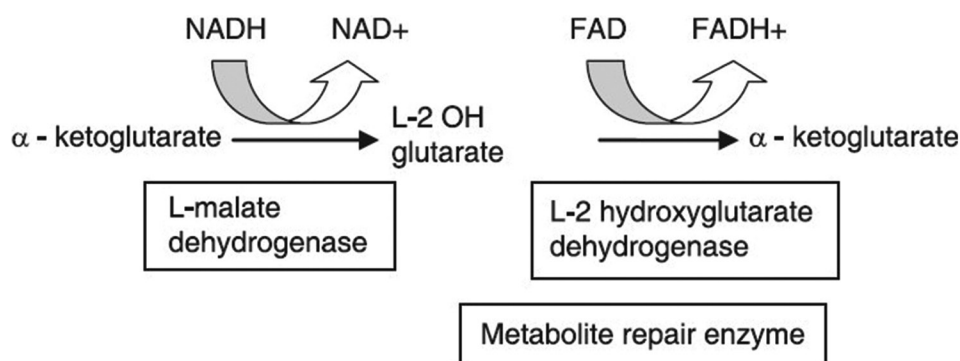 NADH NAD+ FAD FADH+
α - ketoglutarate L-2 OH glutarate α - ketoglutarate
L-malate dehydrogenase
L-2 hydroxyglutarate dehydrogenase
Metabolite repair enzyme